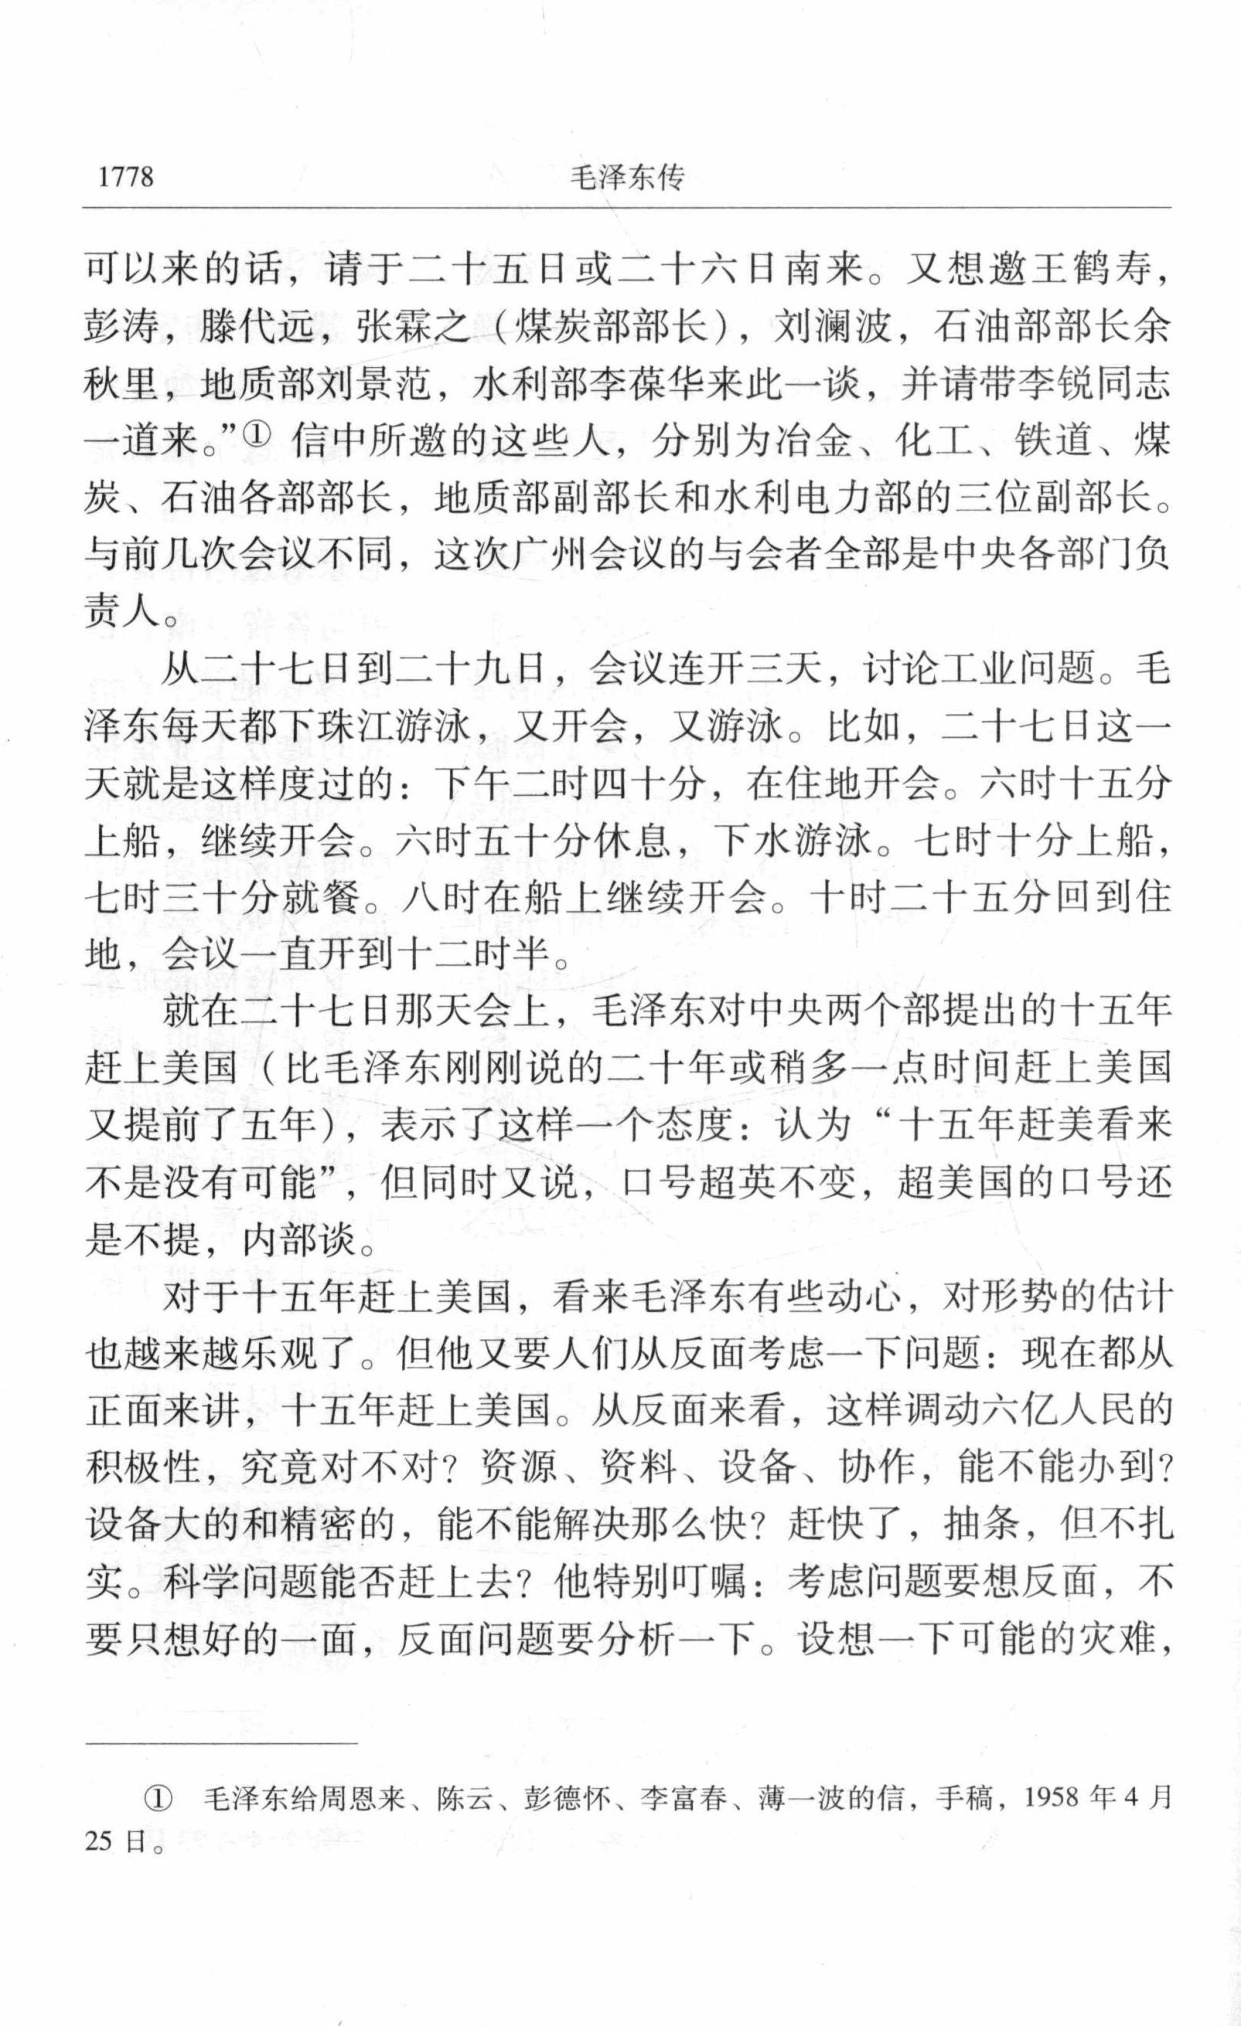 1778
毛泽东传
可以来的话，请于二十五日或二十六日南来。又想邀王鹤寿，
彭涛，滕代远，张霖之（煤炭部部长），刘澜波，石油部部长余
秋里，地质部刘景范，水利部李葆华来此一谈，并请带李锐同志
一道来。”① 信中所邀的这些人，分别为冶金、化工、铁道、煤
炭、石油各部部长，地质部副部长和水利电力部的三位副部长。
与前几次会议不同，这次广州会议的与会者全部是中央各部门负
责人。
从二十七日到二十九日，会议连开三天，讨论工业问题。毛
泽东每天都下珠江游泳，又开会，又游泳。比如，二十七日这一
天就是这样度过的：下午二时四十分，在住地开会。六时十五分
上船，继续开会。六时五十分休息，下水游泳。七时十分上船，
七时三十分就餐。八时在船上继续开会。十时二十五分回到住
地，会议一直开到十二时半。
就在二十七日那天会上，毛泽东对中央两个部提出的十五年
赶上美国（比毛泽东刚刚说的二十年或稍多一点时间赶上美国
又提前了五年），表示了这样一个态度：认为“十五年赶美看来
不是没有可能”，但同时又说，口号超英不变，超美国的口号还
是不提，内部谈。
对于十五年赶上美国，看来毛泽东有些动心，对形势的估计
也越来越乐观了。但他又要人们从反面考虑一下问题：现在都从
正面来讲，十五年赶上美国。从反面来看，这样调动六亿人民的
积极性，究竟对不对？资源、资料、设备、协作，能不能办到？
设备大的和精密的，能不能解决那么快？赶快了，抽条，但不扎
实。科学问题能否赶上去？他特别叮嘱：考虑问题要想反面，不
要只想好的一面，反面问题要分析一下。设想一下可能的灾难，
① 毛泽东给周恩来、陈云、彭德怀、李富春、薄一波的信，手稿，1958 年 4 月
25 日。